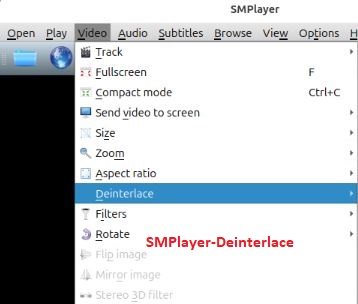 SMPlayer
Open Play Video Audio Subtitles Browse View Options H
Track
Fullscreen F
Compact mode Ctrl+C
Send video to screen
Size
Zoom
Aspect ratio
Deinterlace
Filters
Rotate
SMPlayer-Deinterlace
Flip image
Mirror image
Stereo 3D filter